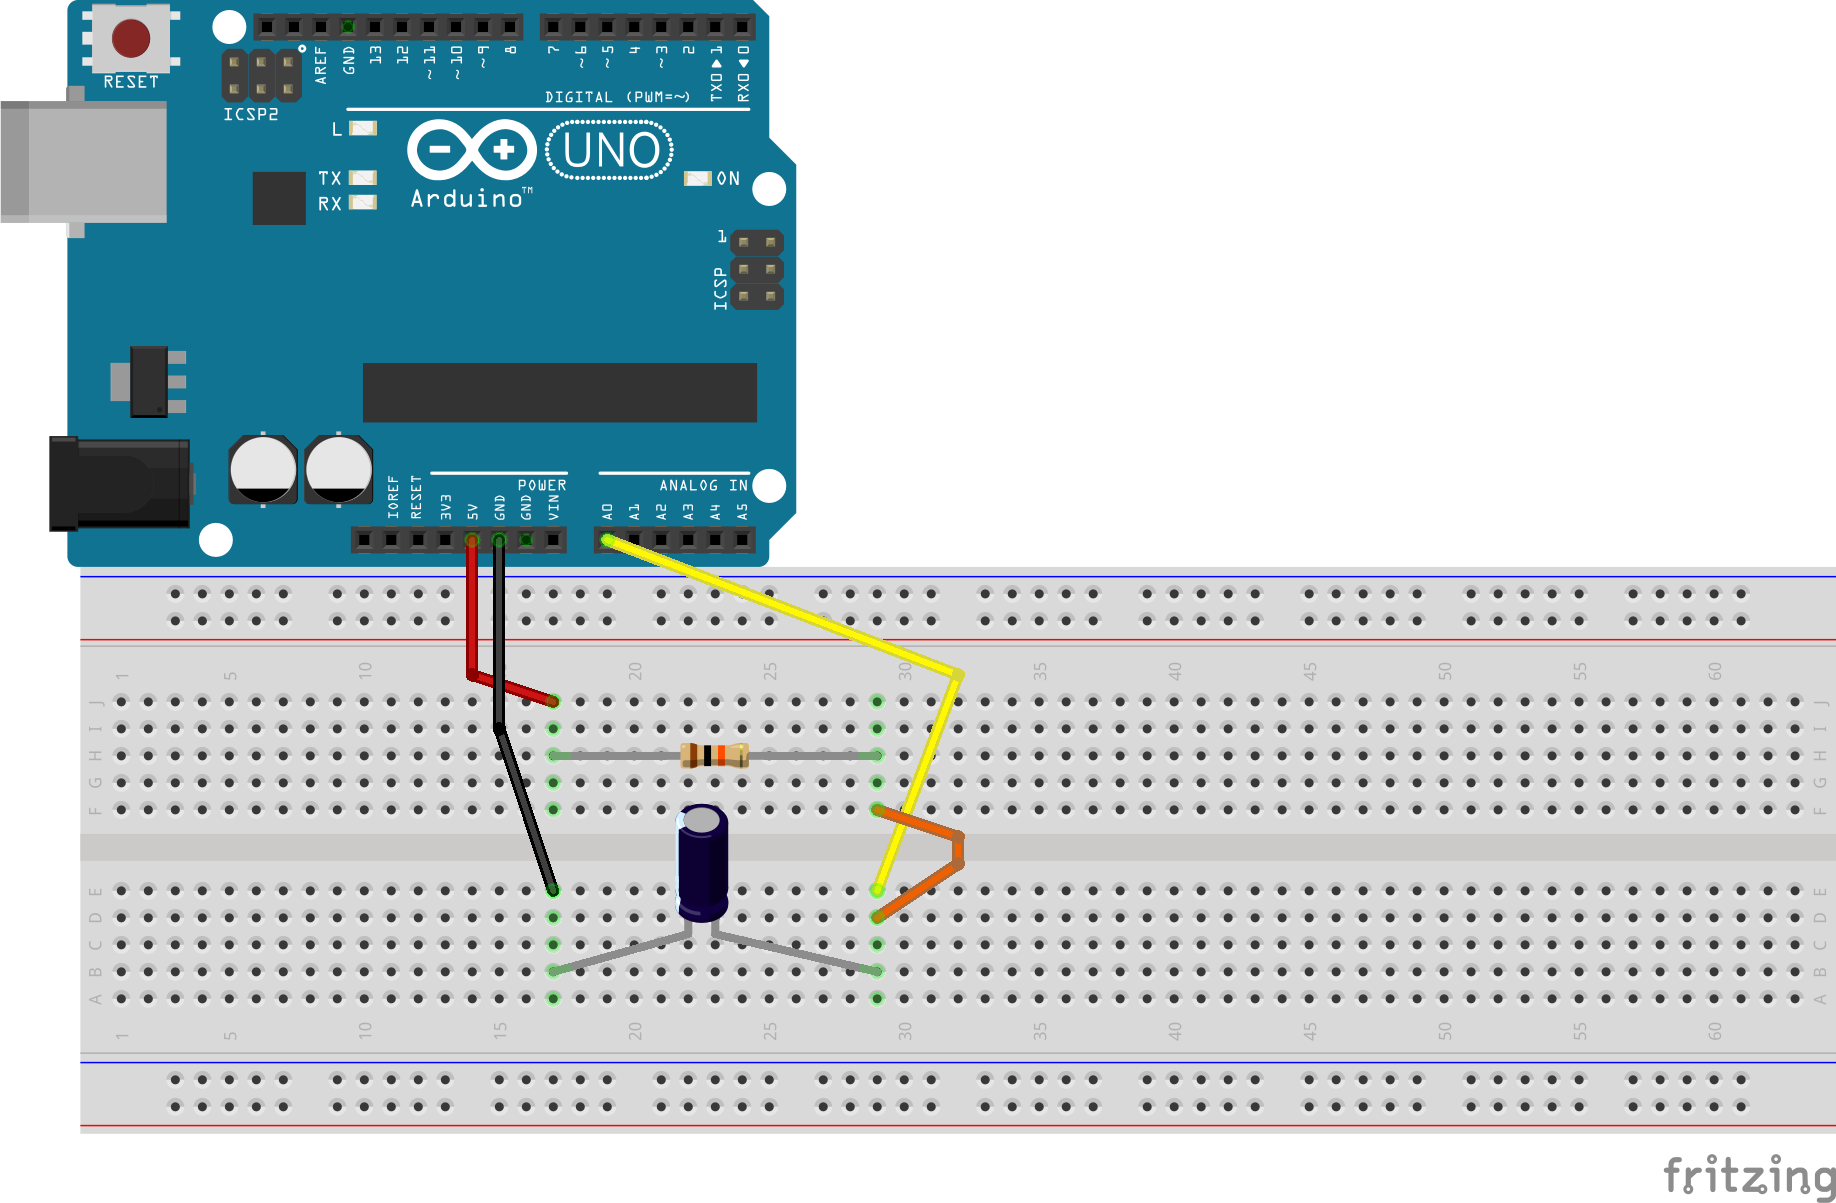 RESET
ICSP2
AREF
GND
13
12
~11
~10
~9
8
7
~6
~5
4
~3
2
TX0▶1
RX0◀0
DIGITAL (PWM=~)
L
TX
RX
Arduino™
UNO
ON
1
ICSP
IOREF
RESET
3V3
5V
GND
GND
VIN
POWER
A0
A1
A2
A3
A4
A5
ANALOG IN
1 5 10 15 20 25 30 35 40 45 50 55 60
J J
I I
H H
G G
F F
E E
D D
C C
B B
A A
1 5 10 15 20 25 30 35 40 45 50 55 60
fritzing